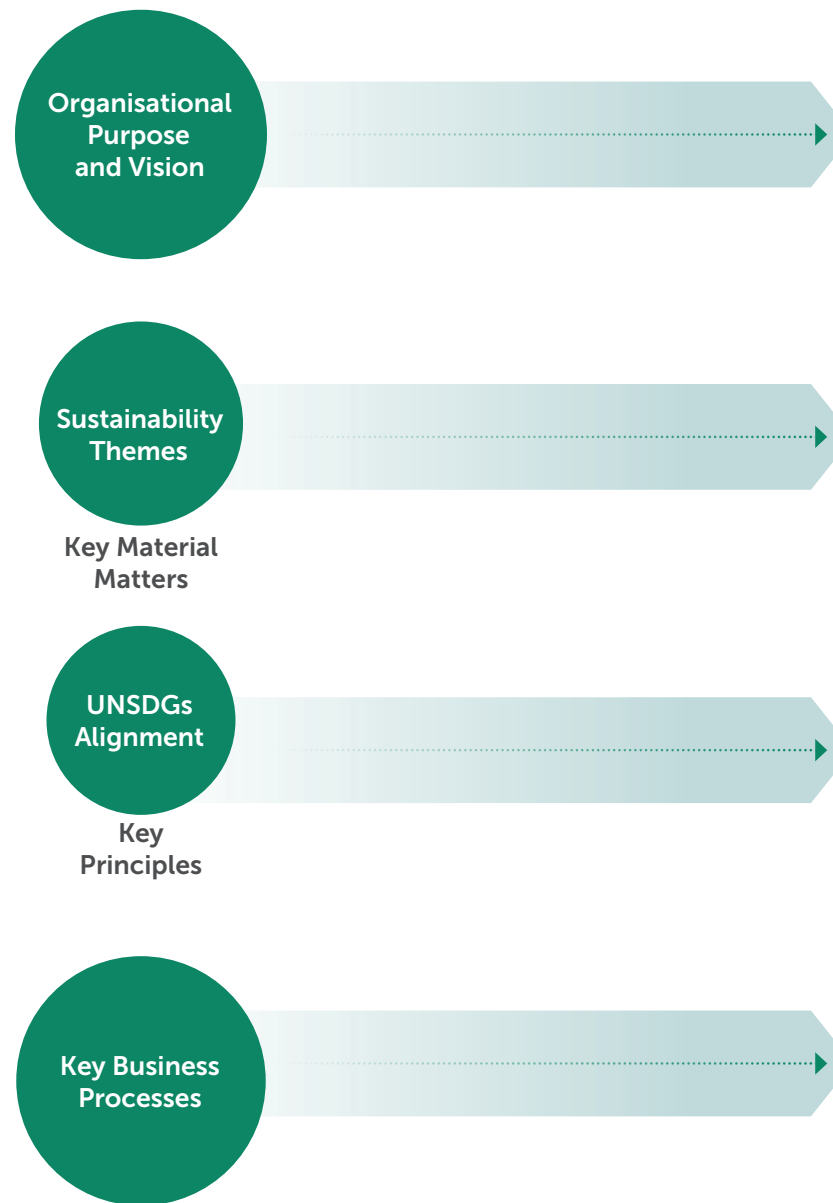 Organisational
Purpose
and Vision
Sustainability
Themes
Key Material
Matters
UNSDGs
Alignment
Key
Principles
Key Business
Processes